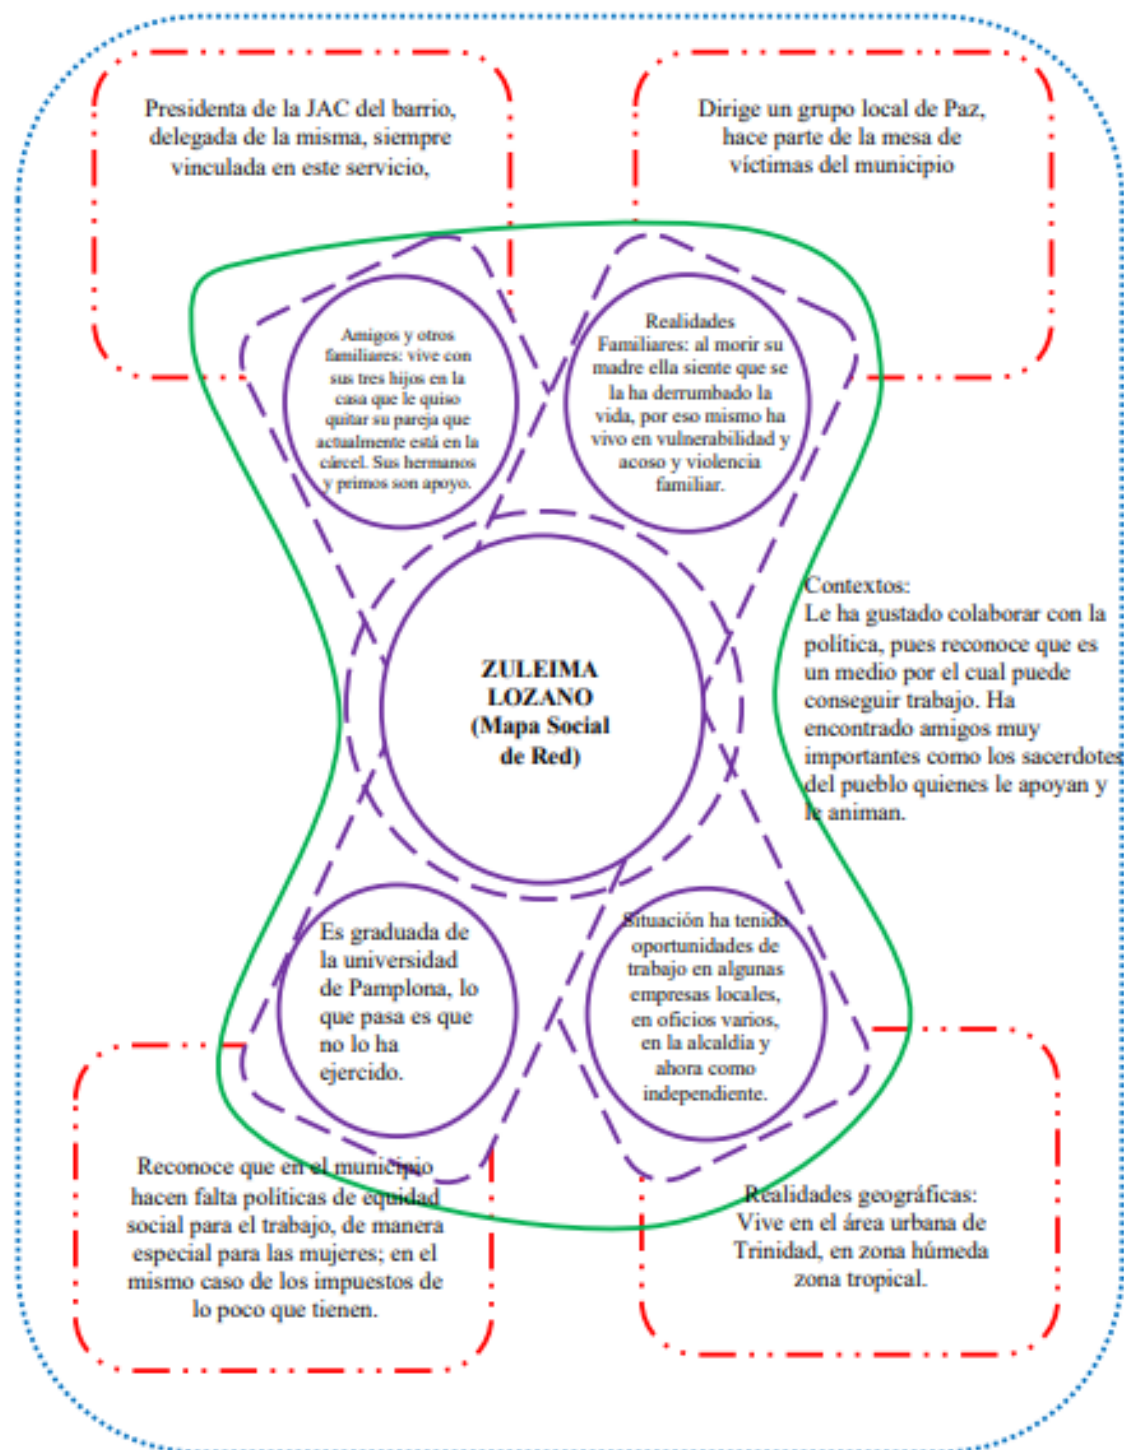 Presidenta de la JAC del barrio,
delegada de la misma, siempre
vinculada en este servicio,
Dirige un grupo local de Paz,
hace parte de la mesa de
víctimas del municipio
Amigos y otros
familiares: vive con
sus tres hijos en la
casa que le quiso
quitar su pareja que
actualmente está en la
cárcel. Sus hermanos
y primos son apoyo.
Realidades
Familiares: al morir su
madre ella siente que se
la ha derrumbado la
vida, por eso mismo ha
vivo en vulnerabilidad y
acoso y violencia
familiar.
ZULEIMA
LOZANO
(Mapa Social
de Red)
Contextos:
Le ha gustado colaborar con la
política, pues reconoce que es
un medio por el cual puede
conseguir trabajo. Ha
encontrado amigos muy
importantes como los sacerdotes
del pueblo quienes le apoyan y
le animan.
Es graduada de
la universidad
de Pamplona, lo
que pasa es que
no lo ha
ejercido.
Situación ha tenido
oportunidades de
trabajo en algunas
empresas locales,
en oficios varios,
en la alcaldía y
ahora como
independiente.
Reconoce que en el municipio
hacen falta políticas de equidad
social para el trabajo, de manera
especial para las mujeres; en el
mismo caso de los impuestos de
lo poco que tienen.
Realidades geográficas:
Vive en el área urbana de
Trinidad, en zona húmeda
zona tropical.